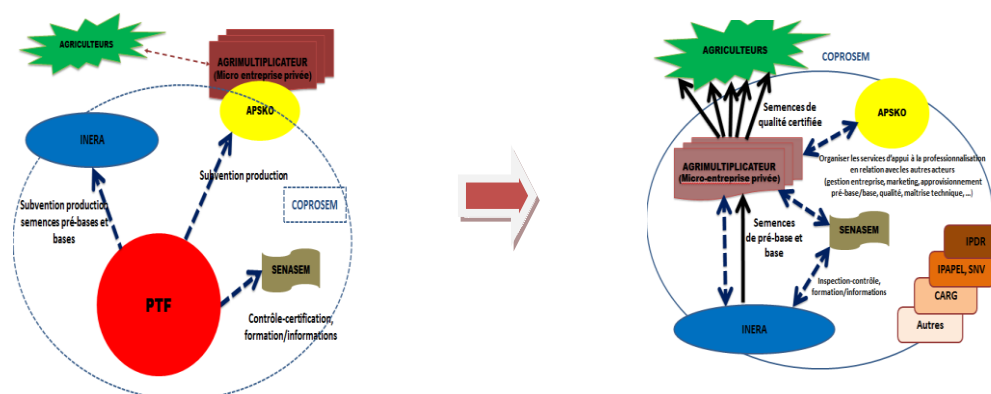 AGRICULTEURS
AGRIMULTIPLICATEUR
(Micro entreprise privée)
APSKO
INERA
Subvention production
Subvention production
semences pré-bases et
bases
COPROSEM
SENASEM
PTF
Contrôle-certification,
formation/informations
AGRICULTEURS
COPROSEM
Semences de
qualité certifiée
APSKO
AGRIMULTIPLICATEUR
(Micro-entreprise privée)
Organiser les services d'appui à la professionalisation
en relation avec les autres acteurs
(gestion entreprise, marketing, approvisionnement
pré-base/base, qualité, maîtrise technique, ...)
Semences
de pré-base et
base
SENASEM
IPDR
IPAPEL, SNV
Inspection-contrôle,
formation/informations
CARG
INERA
Autres